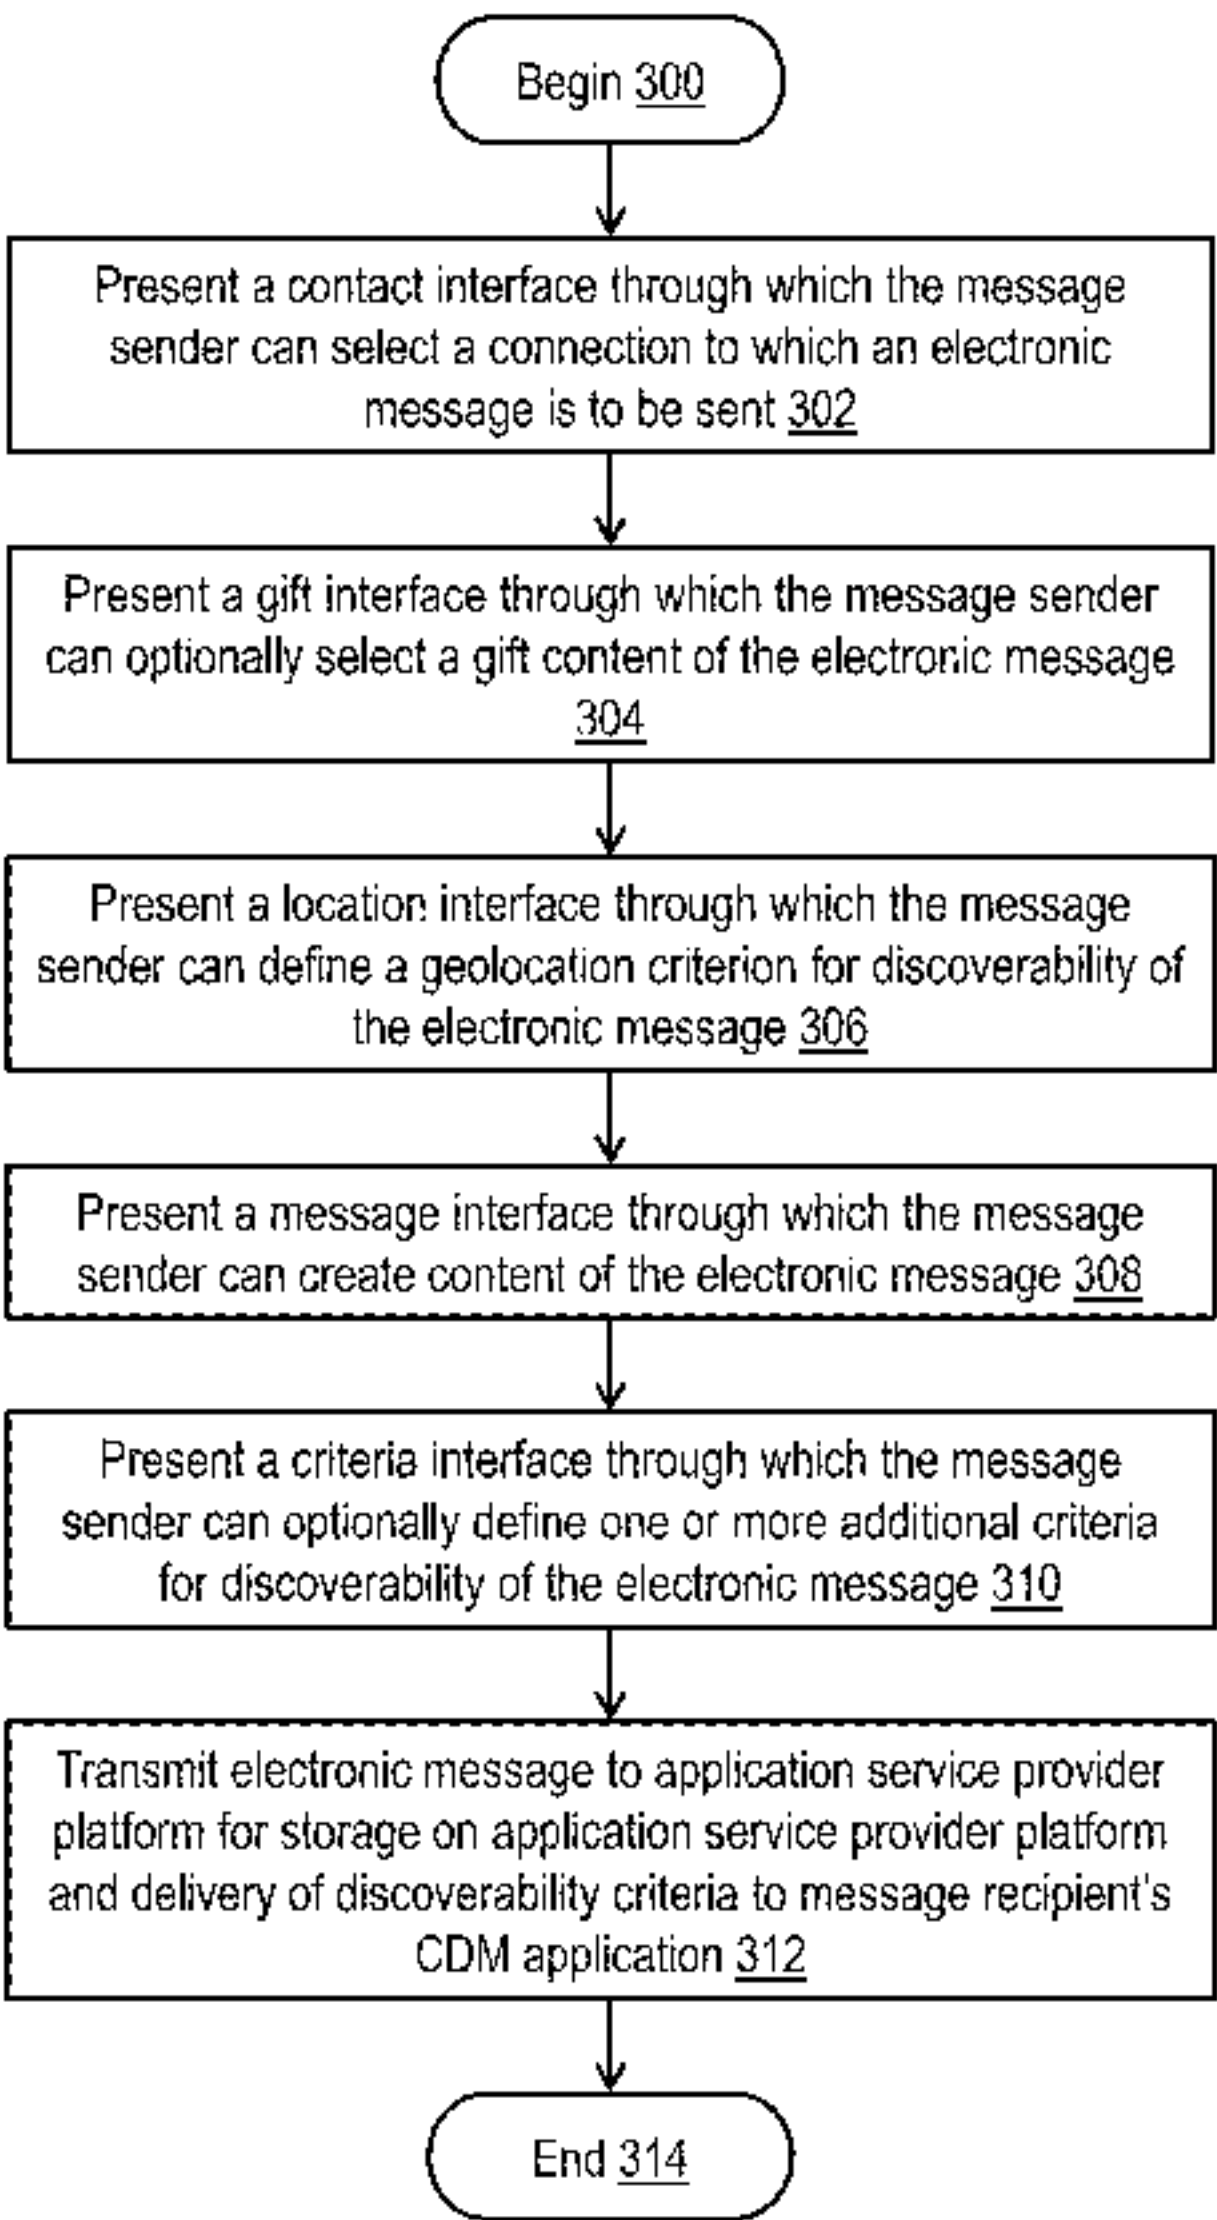 Begin 300
Present a contact interface through which the message
sender can select a connection to which an electronic
message is to be sent 302
Present a gift interface through which the message sender
can optionally select a gift content of the electronic message
304
Present a location interface through which the message
sender can define a geolocation criterion for discoverability of
the electronic message 306
Present a message interface through which the message
sender can create content of the electronic message 308
Present a criteria interface through which the message
sender can optionally define one or more additional criteria
for discoverability of the electronic message 310
Transmit electronic message to application service provider
platform for storage on application service provider platform
and delivery of discoverability criteria to message recipient's
CDM application 312
End 314